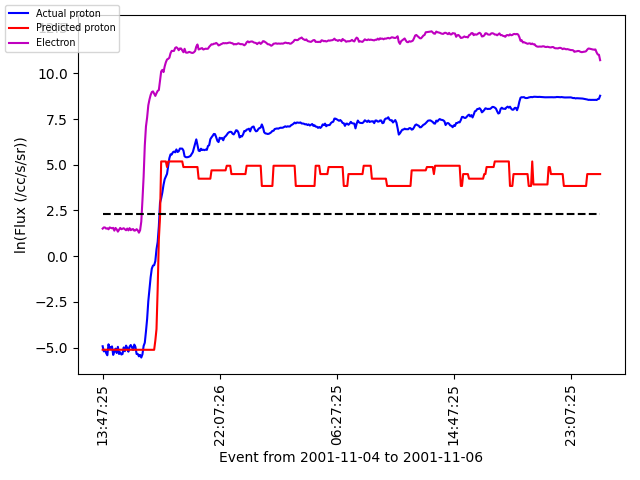 Actual proton
Predicted proton
Electron
10.0
7.5
5.0
2.5
0.0
−2.5
−5.0
ln(Flux (/cc/s/sr))
13:47:25
22:07:26
06:27:25
14:47:25
23:07:25
Event from 2001-11-04 to 2001-11-06